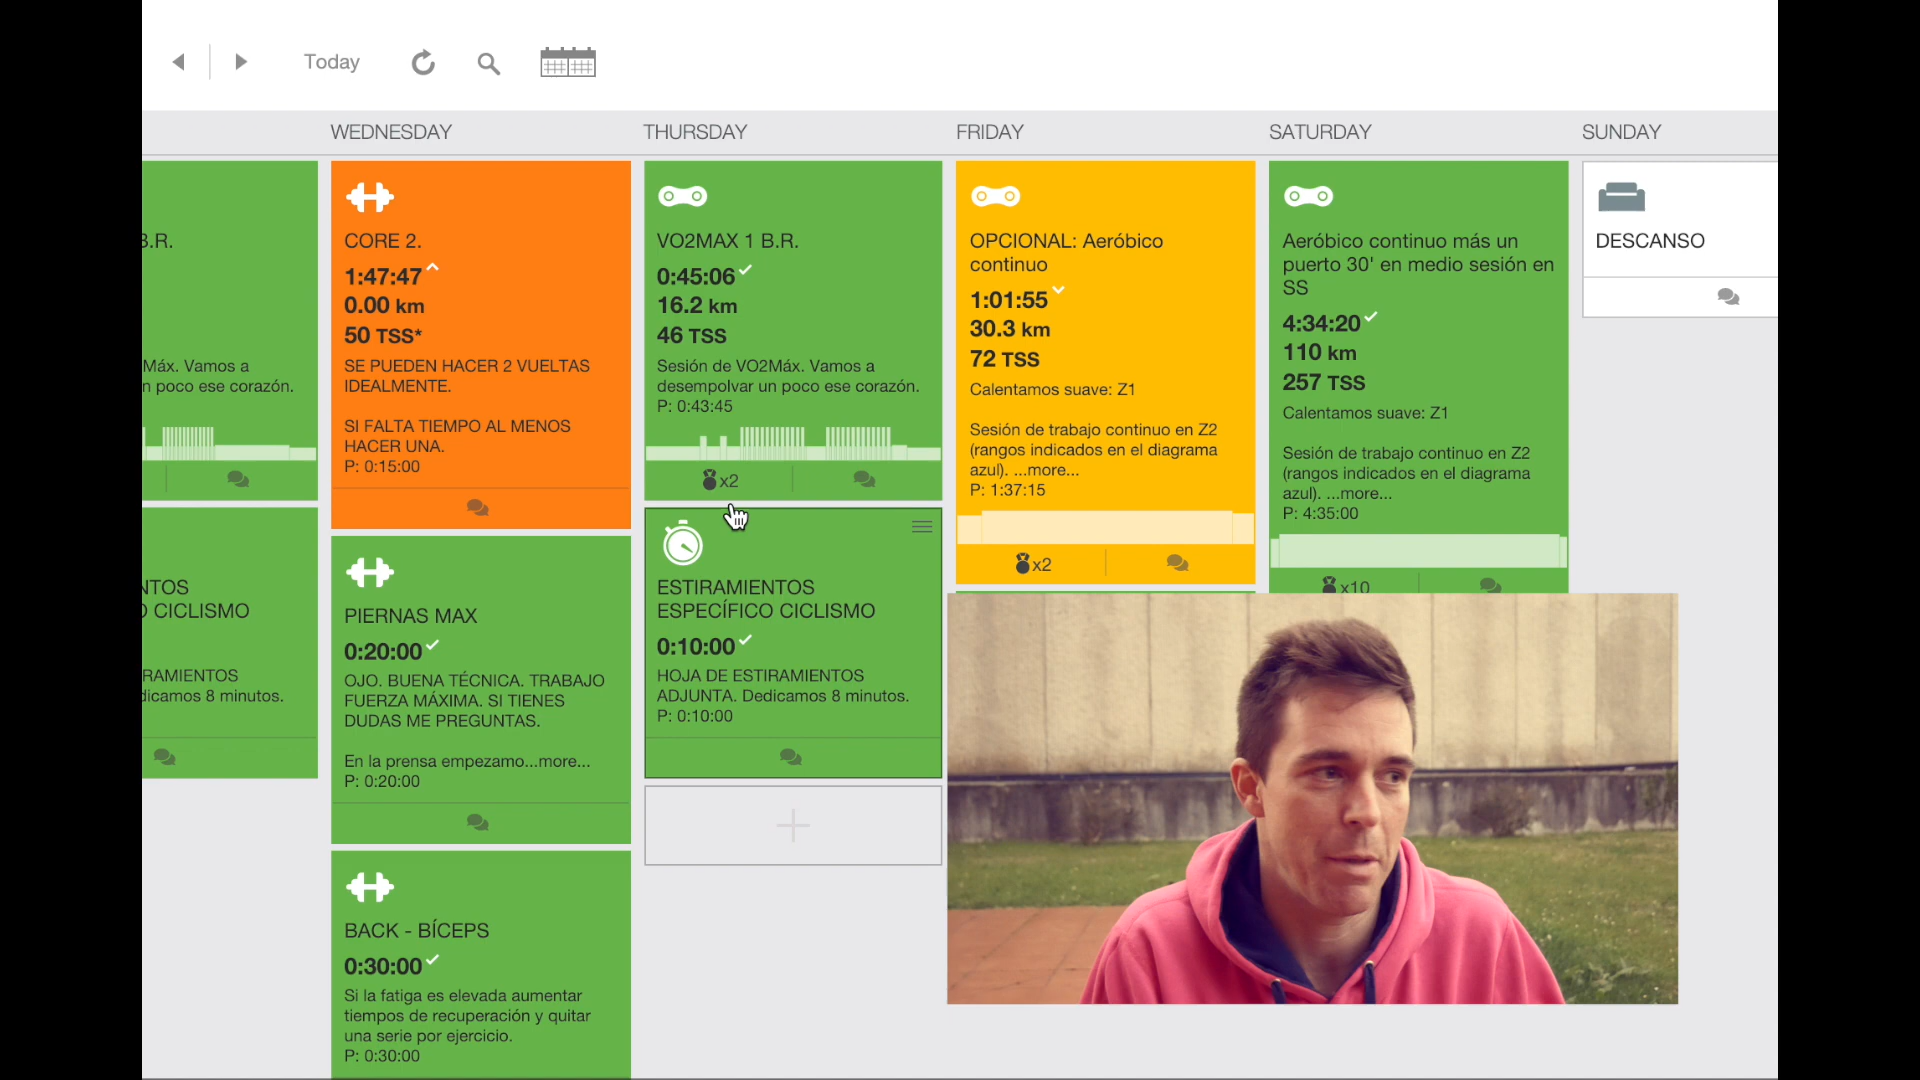 Today
WEDNESDAY
THURSDAY
FRIDAY
SATURDAY
SUNDAY
B.R.
Máx. Vamos a
n poco ese corazón.
NTOS
O CICLISMO
IRAMIENTOS
dicamos 8 minutos.
CORE 2.
1:47:47
0.00 km
50 TSS*
SE PUEDEN HACER 2 VUELTAS
IDEALMENTE.
SI FALTA TIEMPO AL MENOS
HACER UNA.
P: 0:15:00
PIERNAS MAX
0:20:00
OJO. BUENA TÉCNICA. TRABAJO
FUERZA MÁXIMA. SI TIENES
DUDAS ME PREGUNTAS.
En la prensa empezamo...more...
P: 0:20:00
BACK - BÍCEPS
0:30:00
Si la fatiga es elevada aumentar
tiempos de recuperación y quitar
una serie por ejercicio.
P: 0:30:00
VO2MAX 1 B.R.
0:45:06
16.2 km
46 TSS
Sesión de VO2Máx. Vamos a
desempolvar un poco ese corazón.
P: 0:43:45
x2
ESTIRAMIENTOS
ESPECÍFICO CICLISMO
0:10:00
HOJA DE ESTIRAMIENTOS
ADJUNTA. Dedicamos 8 minutos.
P: 0:10:00
OPCIONAL: Aeróbico
continuo
1:01:55
30.3 km
72 TSS
Calentamos suave: Z1
Sesión de trabajo continuo en Z2
(rangos indicados en el diagrama
azul). ...more...
P: 1:37:15
x2
Aeróbico continuo más un
puerto 30' en medio sesión en
SS
4:34:20
110 km
257 TSS
Calentamos suave: Z1
Sesión de trabajo continuo en Z2
(rangos indicados en el diagrama
azul). ...more...
P: 4:35:00
x10
DESCANSO